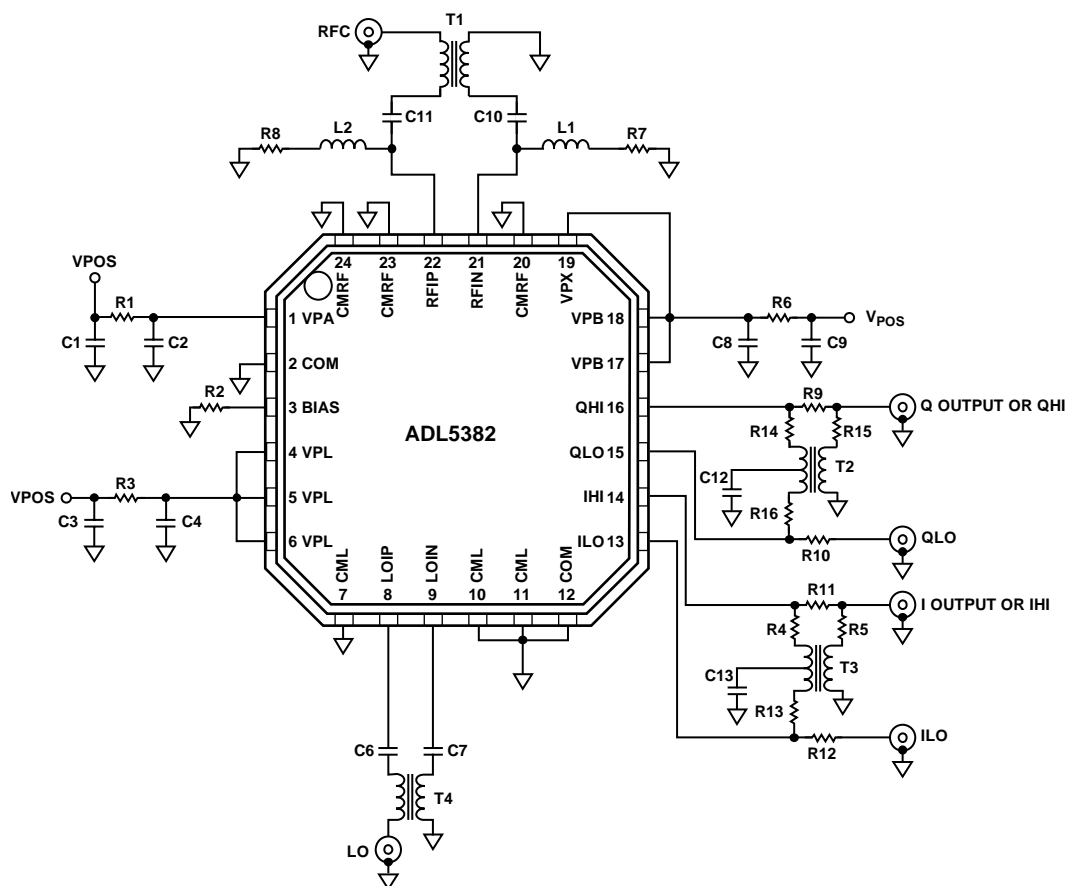 RFC
T1
C11
C10
R8
L2
L1
R7
VPOS
R1
C1
C2
R2
VPOS
R3
C3
C4
24
23
22
21
20
19
CMRF
CMRF
RFIP
RFIN
CMRF
VPX
1 VPA
2 COM
3 BIAS
4 VPL
5 VPL
6 VPL
ADL5382
VPB 18
VPB 17
QHI 16
QLO 15
IHI 14
ILO 13
CML
LOIP
LOIN
CML
CML
COM
7
8
9
10
11
12
R6
VPOS
C8
C9
R9
Q OUTPUT OR QHI
R14
R15
C12
T2
R16
R10
QLO
R11
I OUTPUT OR IHI
R4
R5
C13
T3
R13
R12
ILO
C6
C7
T4
LO